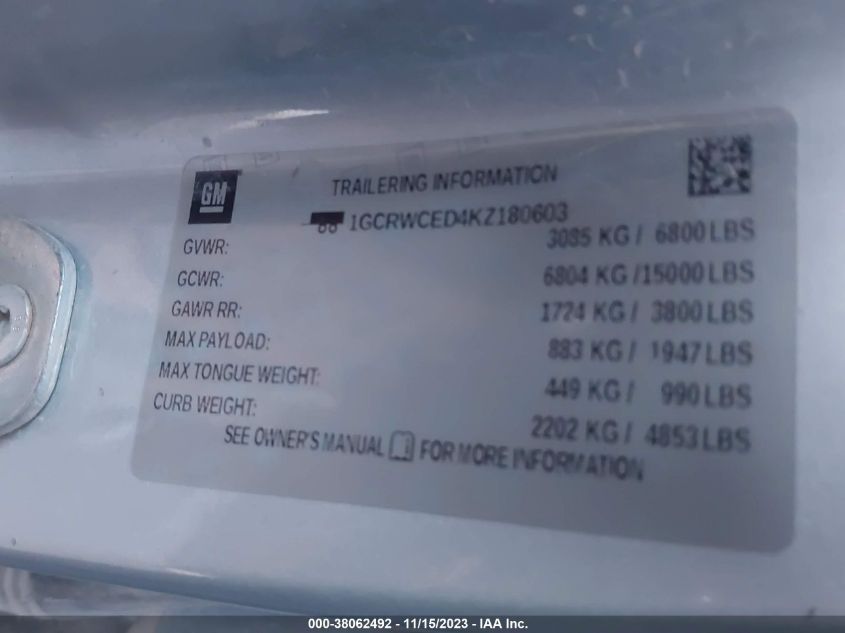 GM
TRAILERING INFORMATION
1GCRWCED4KZ180603
GVWR: 3085 KG / 6800 LBS
GCWR: 6804 KG /15000 LBS
GAWR RR: 1724 KG / 3800 LBS
MAX PAYLOAD: 883 KG / 1947 LBS
MAX TONGUE WEIGHT: 449 KG / 990 LBS
CURB WEIGHT: 2202 KG / 4853 LBS
SEE OWNER'S MANUAL FOR MORE INFORMATION
000-38062492 - 11/15/2023 - IAA Inc.